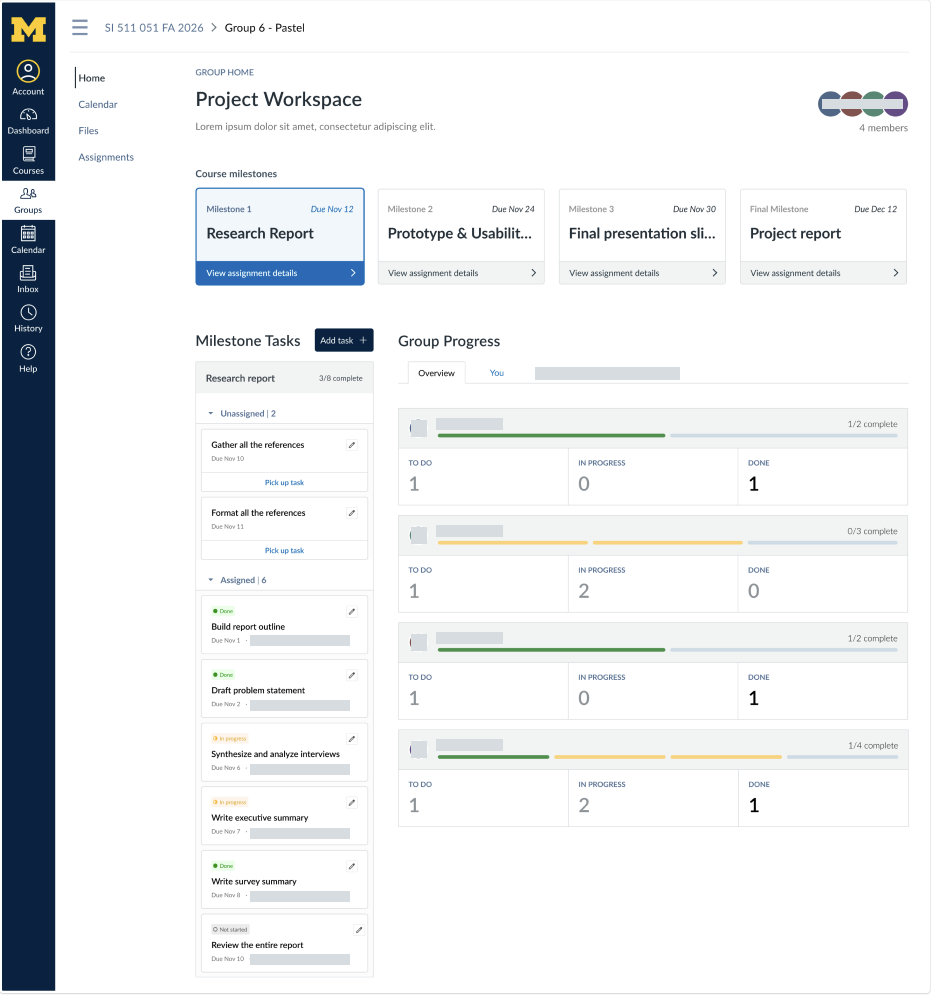 M
SI 511 051 FA 2026 > Group 6 - Pastel
Account
Dashboard
Courses
Groups
Calendar
Inbox
History
Help
Home
Calendar
Files
Assignments
GROUP HOME
Project Workspace
Lorem ipsum dolor sit amet, consectetur adipiscing elit.
4 members
Course milestones
Milestone 1 Due Nov 12
Research Report
View assignment details
Milestone 2 Due Nov 24
Prototype & Usabilit...
View assignment details
Milestone 3 Due Nov 30
Final presentation sli...
View assignment details
Final Milestone Due Dec 12
Project report
View assignment details
Milestone Tasks
Add task +
Research report 3/8 complete
Unassigned | 2
Gather all the references
Due Nov 10
Pick up task
Format all the references
Due Nov 11
Pick up task
Assigned | 6
Done
Build report outline
Due Nov 1 ·
Done
Draft problem statement
Due Nov 2 ·
In progress
Synthesize and analyze interviews
Due Nov 6 ·
In progress
Write executive summary
Due Nov 7 ·
Done
Write survey summary
Due Nov 8 ·
Not started
Review the entire report
Due Nov 10
Group Progress
Overview You
1/2 complete
TO DO IN PROGRESS DONE
1 0 1
0/3 complete
TO DO IN PROGRESS DONE
1 2 0
1/2 complete
TO DO IN PROGRESS DONE
1 0 1
1/4 complete
TO DO IN PROGRESS DONE
1 2 1